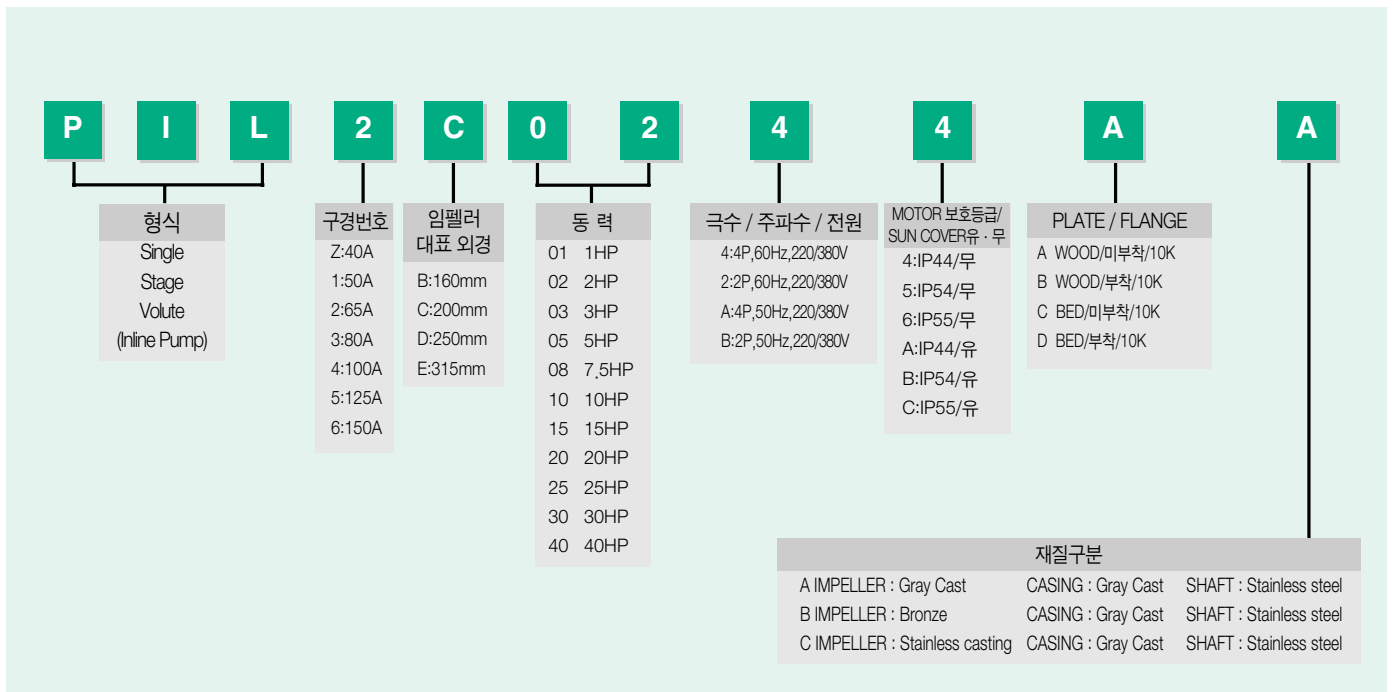 P I L 2 C 0 2 4 4 A A
형식
Single
Stage
Volute
(Inline Pump)
구경번호
Z:40A
1:50A
2:65A
3:80A
4:100A
5:125A
6:150A
임펠러
대표 외경
B:160mm
C:200mm
D:250mm
E:315mm
동 력
01 1HP
02 2HP
03 3HP
05 5HP
08 7.5HP
10 10HP
15 15HP
20 20HP
25 25HP
30 30HP
40 40HP
극수 / 주파수 / 전원
4:4P,60Hz,220/380V
2:2P,60Hz,220/380V
A:4P,50Hz,220/380V
B:2P,50Hz,220/380V
MOTOR 보호등급/
SUN COVER유 · 무
4:IP44/무
5:IP54/무
6:IP55/무
A:IP44/유
B:IP54/유
C:IP55/유
PLATE / FLANGE
A WOOD/미부착/10K
B WOOD/부착/10K
C BED/미부착/10K
D BED/부착/10K
재질구분
A IMPELLER : Gray Cast CASING : Gray Cast SHAFT : Stainless steel
B IMPELLER : Bronze CASING : Gray Cast SHAFT : Stainless steel
C IMPELLER : Stainless casting CASING : Gray Cast SHAFT : Stainless steel